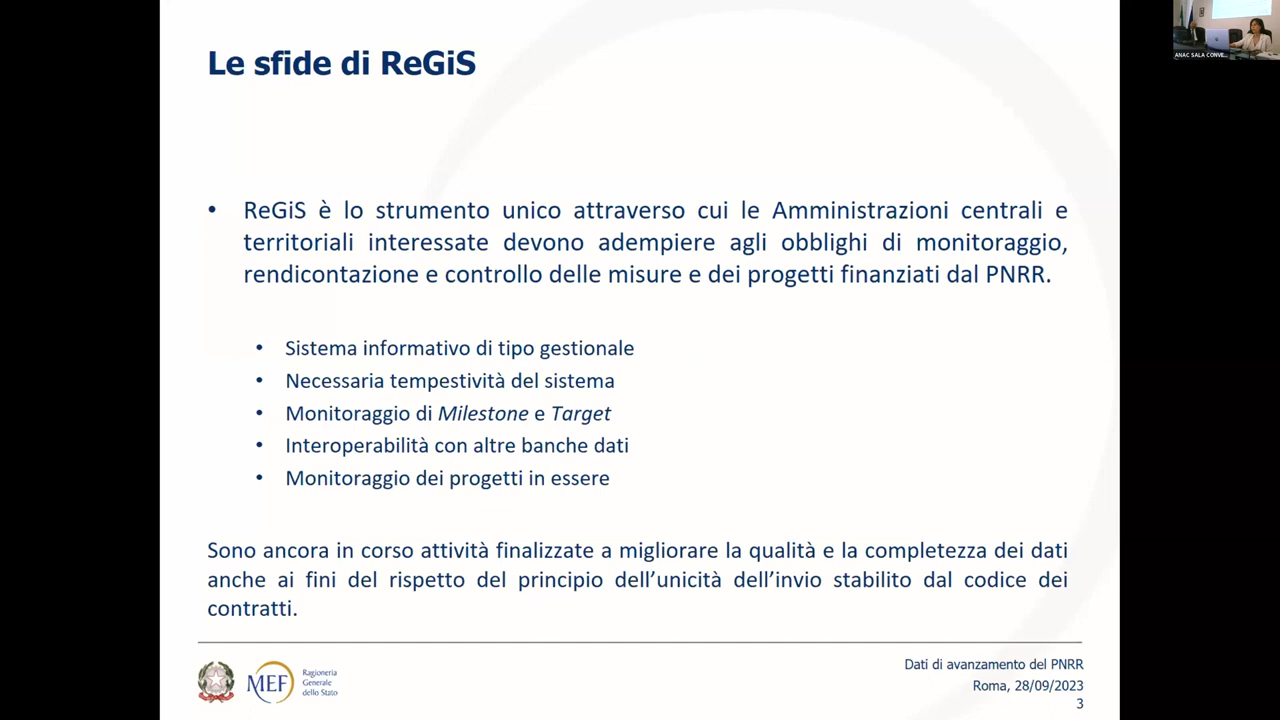 Le sfide di ReGiS
ANAC SALA CONVE...
• ReGiS è lo strumento unico attraverso cui le Amministrazioni centrali e
territoriali interessate devono adempiere agli obblighi di monitoraggio,
rendicontazione e controllo delle misure e dei progetti finanziati dal PNRR.
• Sistema informativo di tipo gestionale
• Necessaria tempestività del sistema
• Monitoraggio di Milestone e Target
• Interoperabilità con altre banche dati
• Monitoraggio dei progetti in essere
Sono ancora in corso attività finalizzate a migliorare la qualità e la completezza dei dati
anche ai fini del rispetto del principio dell’unicità dell’invio stabilito dal codice dei
contratti.
MEF
Ragioneria
Generale
dello Stato
Dati di avanzamento del PNRR
Roma, 28/09/2023
3